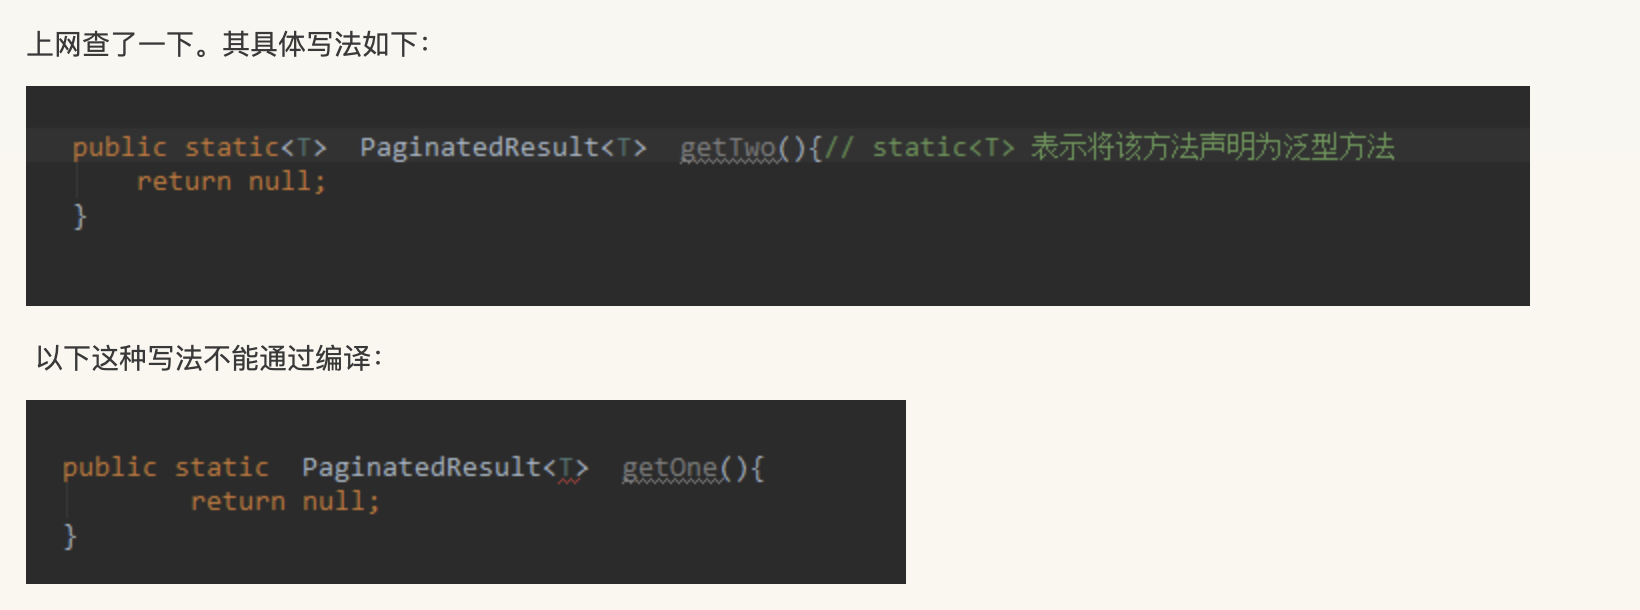 上网查了一下。其具体写法如下：
public static<T>  PaginatedResult<T>  getTwo(){// static<T> 表示将该方法声明为泛型方法
    return null;
}
以下这种写法不能通过编译：
public static  PaginatedResult<T>  getOne(){
        return null;
}